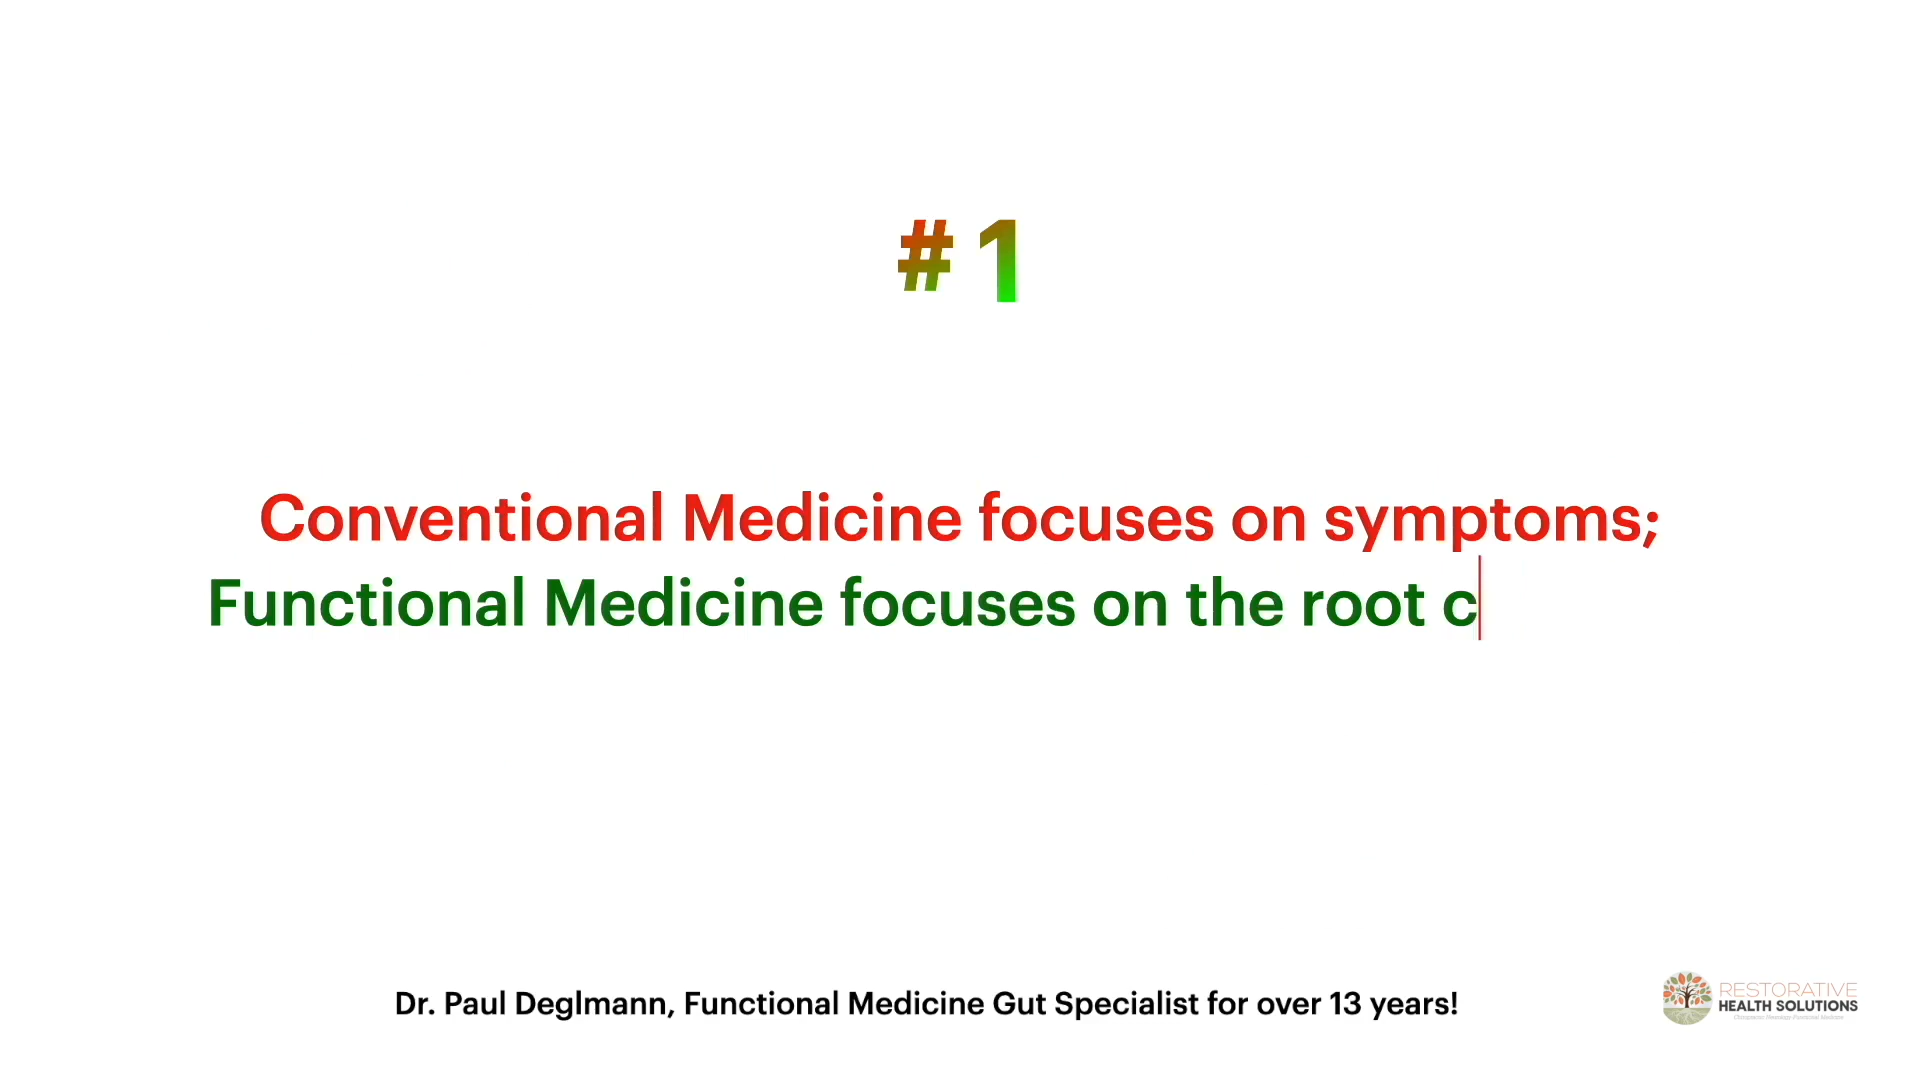 # 1
Conventional Medicine focuses on symptoms;
Functional Medicine focuses on the root c
Dr. Paul Deglmann, Functional Medicine Gut Specialist for over 13 years!
RESTORATIVE
HEALTH SOLUTIONS